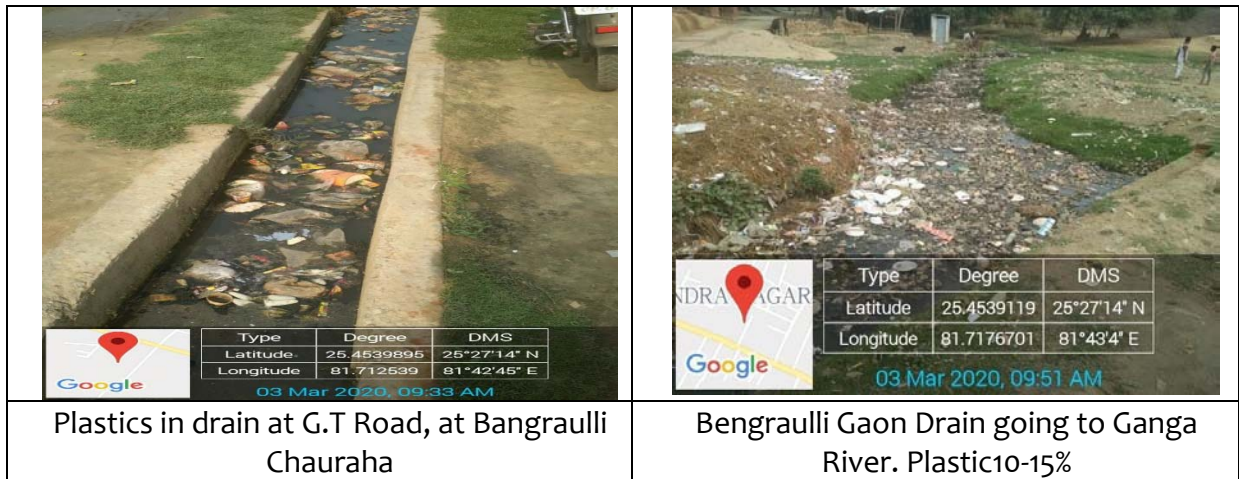 Type Degree DMS
Latitude 25.4539895 25°27'14" N
Longitude 81.712539 81°42'45" E
Google
03 Mar 2020, 09:33 AM
NDRA AGAR
Type Degree DMS
Latitude 25.4539119 25°27'14" N
Longitude 81.7176701 81°43'4" E
Google
03 Mar 2020, 09:51 AM
Plastics in drain at G.T Road, at Bangraulli
Chauraha
Bengraulli Gaon Drain going to Ganga
River. Plastic10-15%